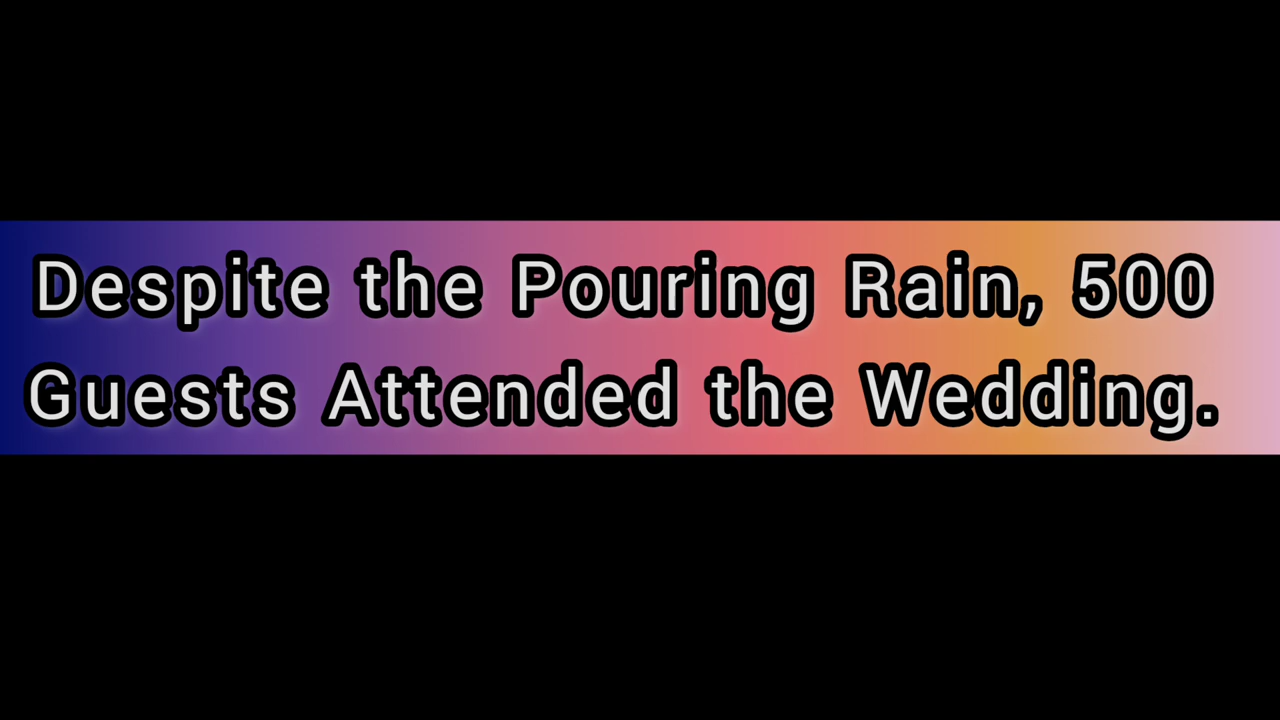 Despite the Pouring Rain, 500
Guests Attended the Wedding.